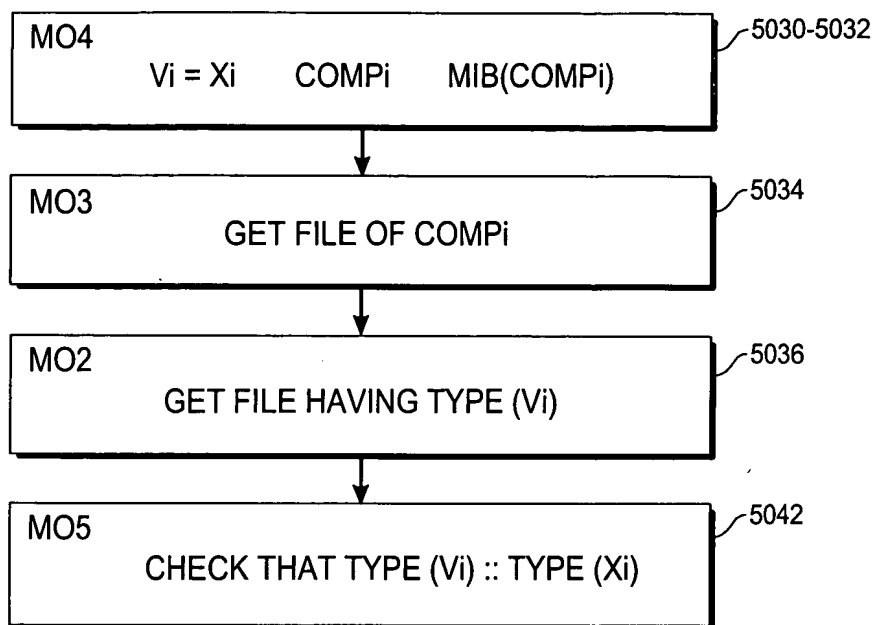 MO4
5030-5032
Vi = Xi COMPi MIB(COMPi)
MO3
5034
GET FILE OF COMPi
MO2
5036
GET FILE HAVING TYPE (Vi)
MO5
5042
CHECK THAT TYPE (Vi) :: TYPE (Xi)